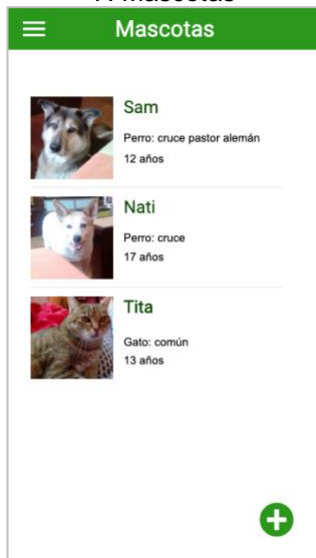 Mascotas
Sam
Perro: cruce pastor alemán
12 años
Nati
Perro: cruce
17 años
Tita
Gato: común
13 años